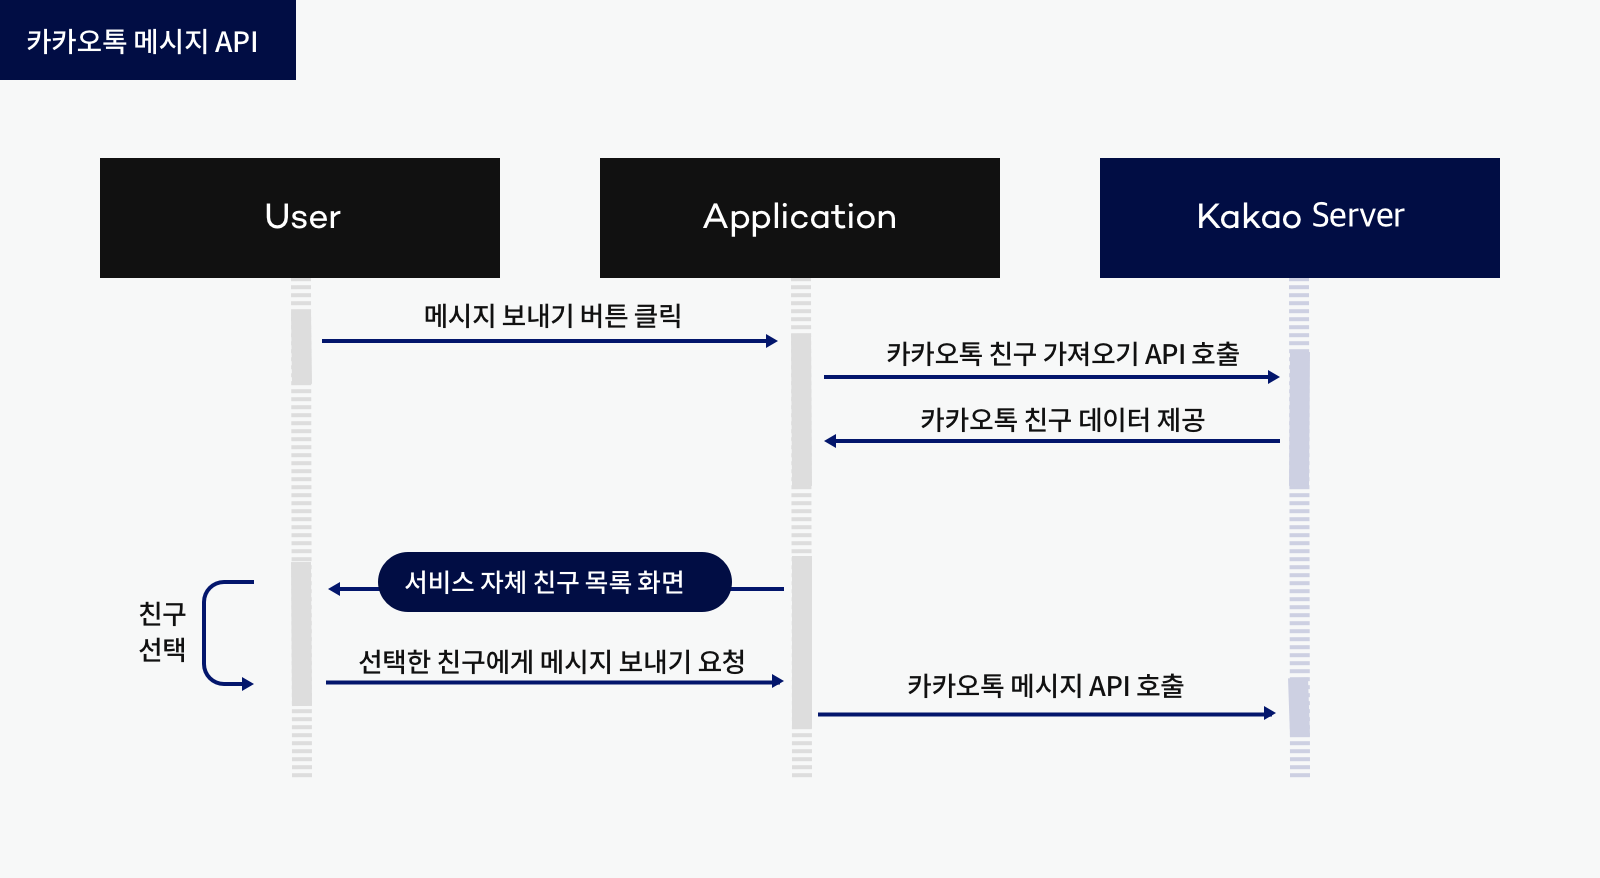 카카오톡 메시지 API
User
Application
Kakao Server
메시지 보내기 버튼 클릭
카카오톡 친구 가져오기 API 호출
카카오톡 친구 데이터 제공
서비스 자체 친구 목록 화면
친구
선택
선택한 친구에게 메시지 보내기 요청
카카오톡 메시지 API 호출